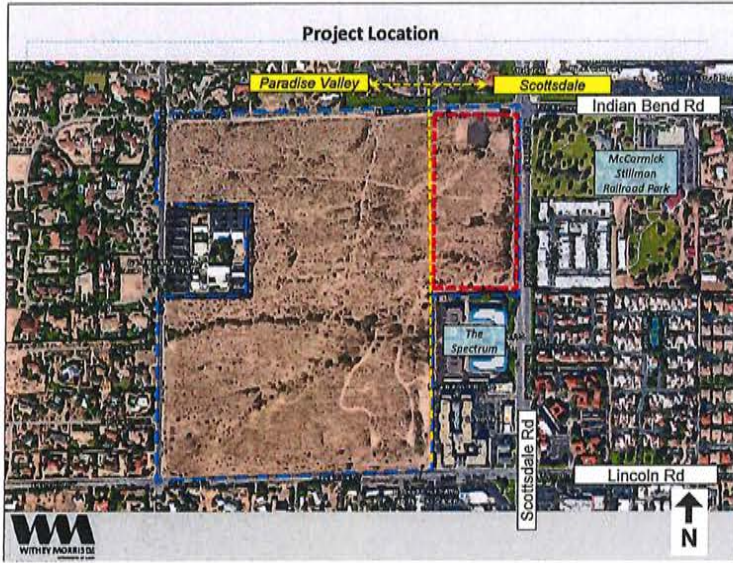 Project Location
Paradise Valley
Scottsdale
Indian Bend Rd
McCormick
Stillman
Railroad Park
The
Spectrum
Scottsdale Rd
Lincoln Rd
N
WM
WITHEY MORRIS